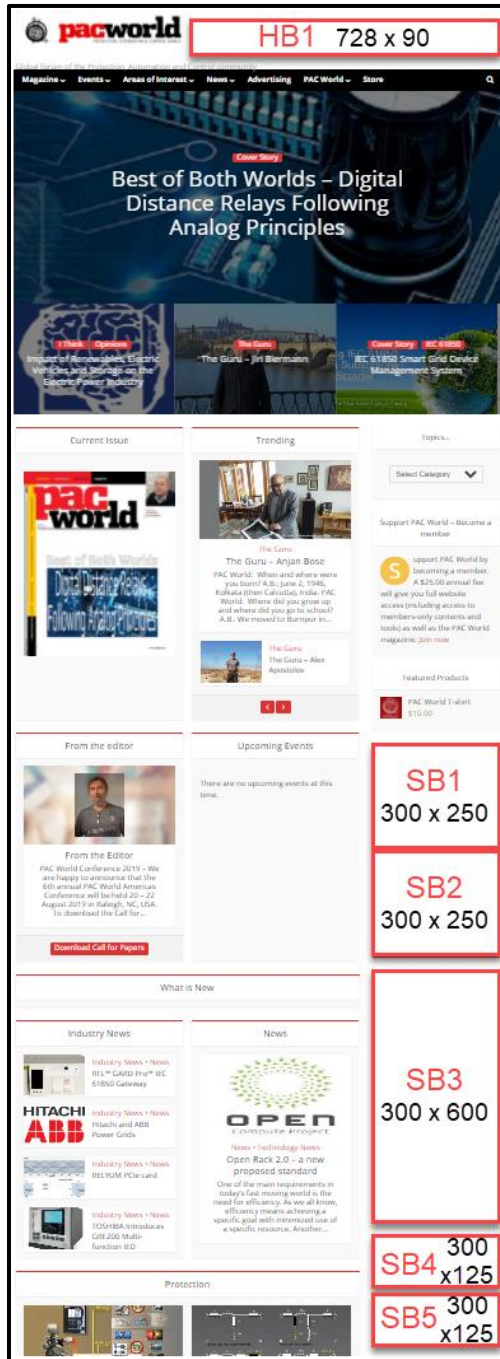 pacworld
HB1 728 x 90
Global forum of the Protection, Automation and Control community
Magazine Events Areas of Interest News Advertising PAC World Store
Cover Story
Best of Both Worlds – Digital
Distance Relays Following
Analog Principles
I Think Opinions
Impact of Renewables, Electric
Vehicles and Storage on the
Electric Power Industry
The Guru
The Guru – Jiri Biermann
Cover Story IEC 61850
IEC 61850 Smart Grid Device
Management System
Current Issue
pac
world
Best of Both Worlds
Digital Distance Relays
Following Analog Principles
Trending
The Guru
The Guru – Anjan Bose
PAC World: When and where were
you born? A.B.: June 2, 1946,
Kolkata (then Calcutta), India. PAC
World: Where did you grow up
and where did you go to school?
A.B.: We moved to Burnpur in...
The Guru
The Guru – Alex
Apostolov
Topics...
Select Category
Support PAC World – Become a
member
Support PAC World by
becoming a member.
A $25.00 annual fee
will give you full website
access (including access to
members-only contents and
tools) as well as the PAC World
magazine. Join now
Featured Products
PAC World T-shirt
$10.00
From the editor
From the Editor
PAC World Conference 2019 – We
are happy to announce that the
6th annual PAC World Americas
Conference will be held 20 – 22
August 2019 in Raleigh, NC, USA.
To download the Call for...
Download Call for Papers
Upcoming Events
There are no upcoming events at this
time.
SB1
300 x 250
SB2
300 x 250
What is New
Industry News
Industry News • News
RTL™ GARD Pro™ IEC
61850 Gateway
HITACHI
ABB
Industry News • News
Hitachi and ABB
Power Grids
Industry News • News
RELYUM PCIe card
Industry News • News
TOSHIBA Introduces
GRE200 Multi-
function IED
News
OPEN
Compute Project
News • Technology News
Open Rack 2.0 – a new
proposed standard
One of the main requirements in
today's fast moving world is the
need for efficiency. As we all know,
efficiency means achieving a
specific goal with minimized use of
a specific resource. Another...
SB3
300 x 600
SB4 300
x125
SB5 300
x125
Protection